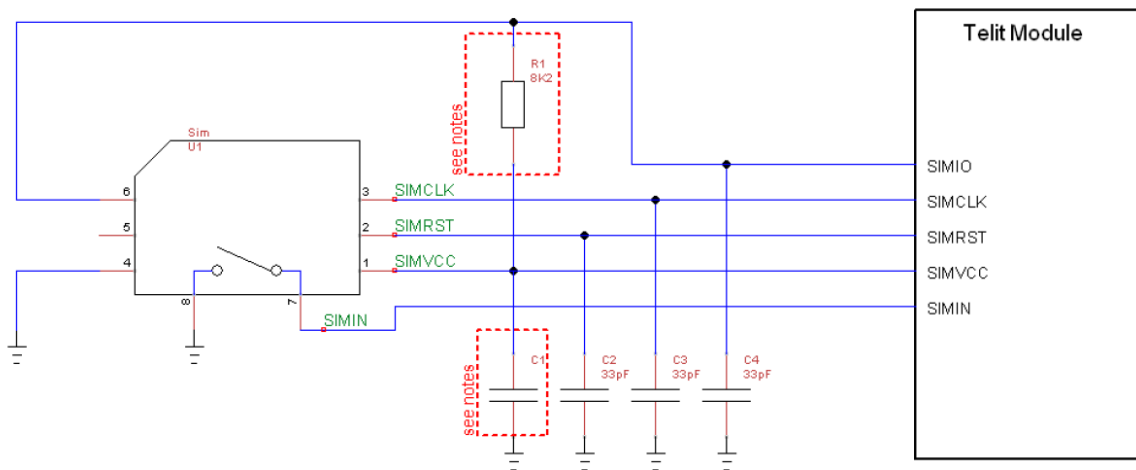 Telit Module
R1
8K2
see notes
Sim
U1
SIMIO
6
3
SIMCLK
SIMCLK
5
2
SIMRST
SIMRST
4
1
SIMVCC
SIMVCC
8
7
SIMIN
SIMIN
see notes
C1
C2
33pF
C3
33pF
C4
33pF